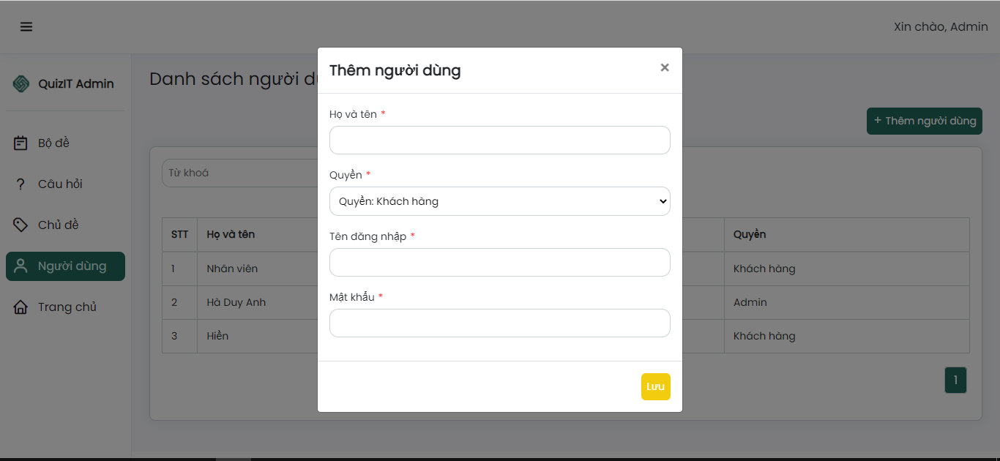 Xin chào, Admin
QuizIT Admin
Bộ đề
Câu hỏi
Chủ đề
Người dùng
Trang chủ
Danh sách người
+ Thêm người dùng
Từ khoá
STT Họ và tên Quyền
1 Nhân viên Khách hàng
2 Hà Duy Anh Admin
3 Hiền Khách hàng
1
Thêm người dùng ×
Họ và tên *
Quyền *
Quyền: Khách hàng
Tên đăng nhập *
Mật khẩu *
Lưu